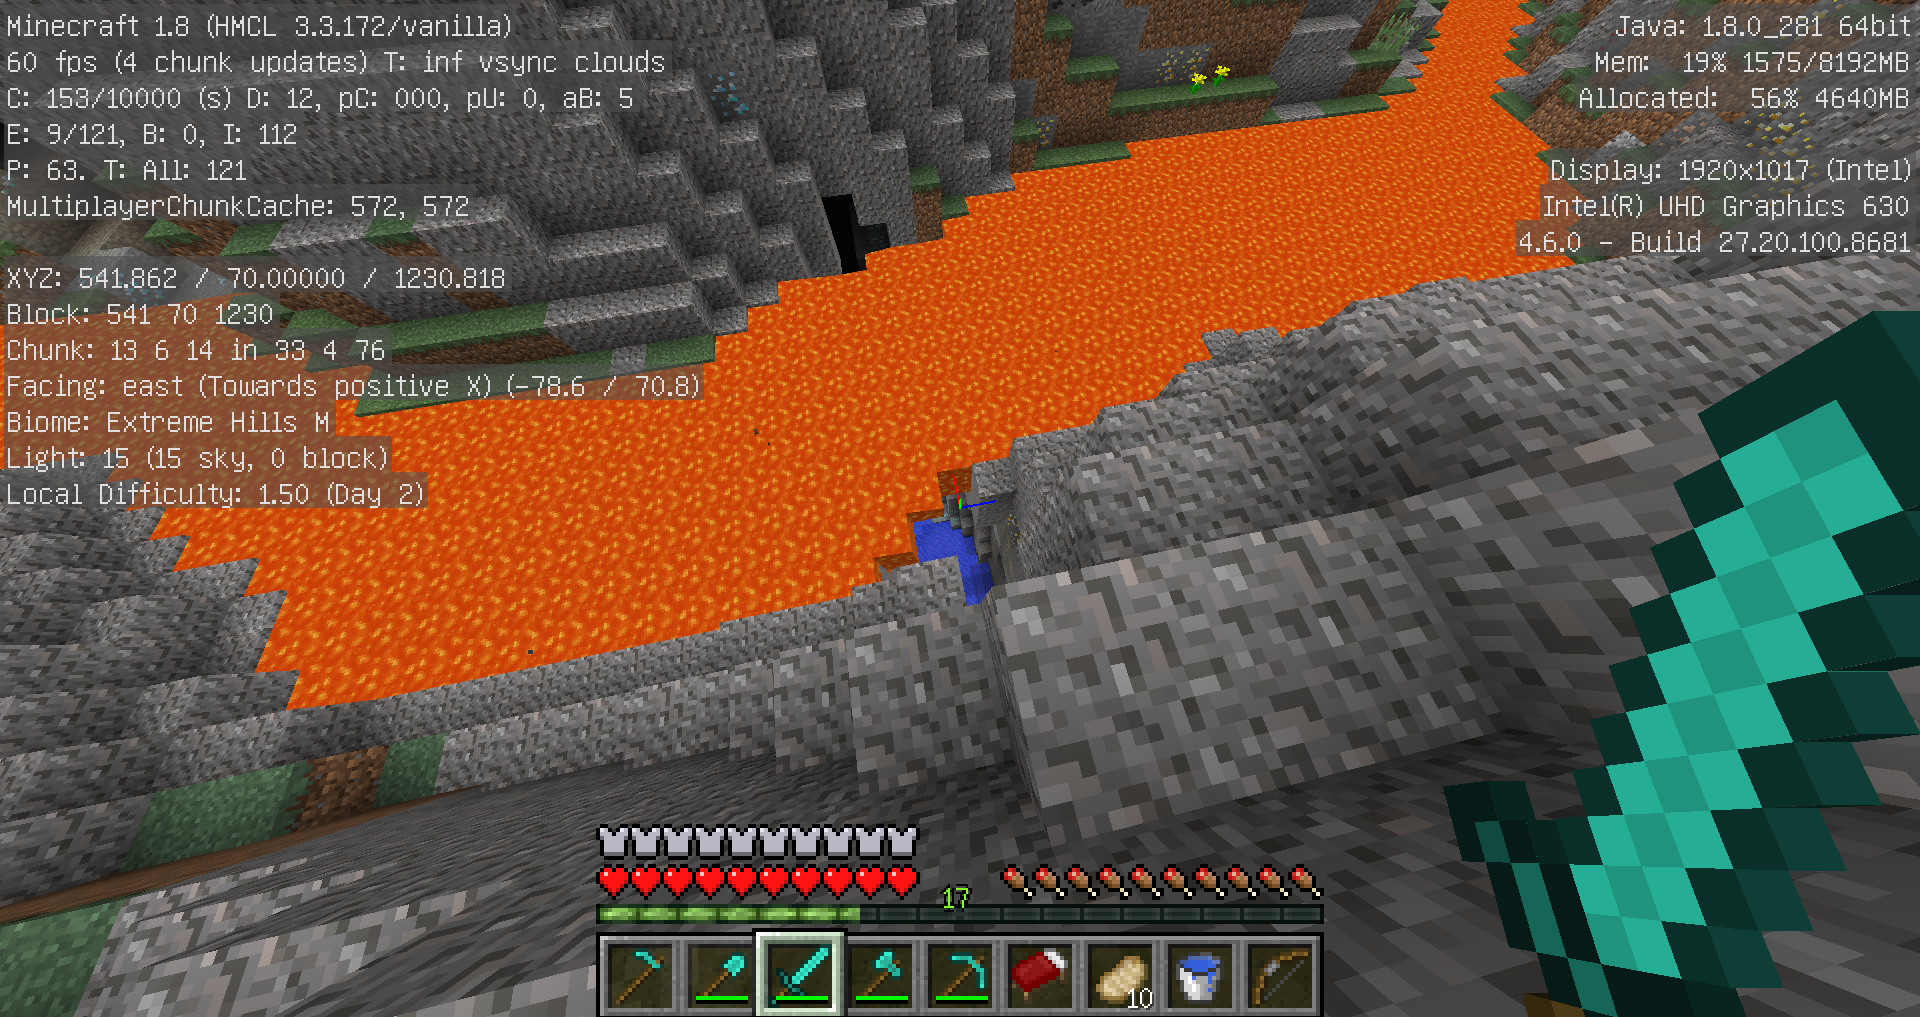 Minecraft 1.8 (HMCL 3.3.172/vanilla)
60 fps (4 chunk updates) T: inf vsync clouds
C: 153/10000 (s) D: 12, pC: 000, pU: 0, aB: 5
E: 9/121, B: 0, I: 112
P: 63. T: All: 121
MultiplayerChunkCache: 572, 572
XYZ: 541.862 / 70.00000 / 1230.818
Block: 541 70 1230
Chunk: 13 6 14 in 33 4 76
Facing: east (Towards positive X) (-78.6 / 70.8)
Biome: Extreme Hills M
Light: 15 (15 sky, 0 block)
Local Difficulty: 1.50 (Day 2)
Java: 1.8.0_281 64bit
Mem: 19% 1575/8192MB
Allocated: 56% 4640MB
Display: 1920x1017 (Intel)
Intel(R) UHD Graphics 630
4.6.0 - Build 27.20.100.8681
17
10